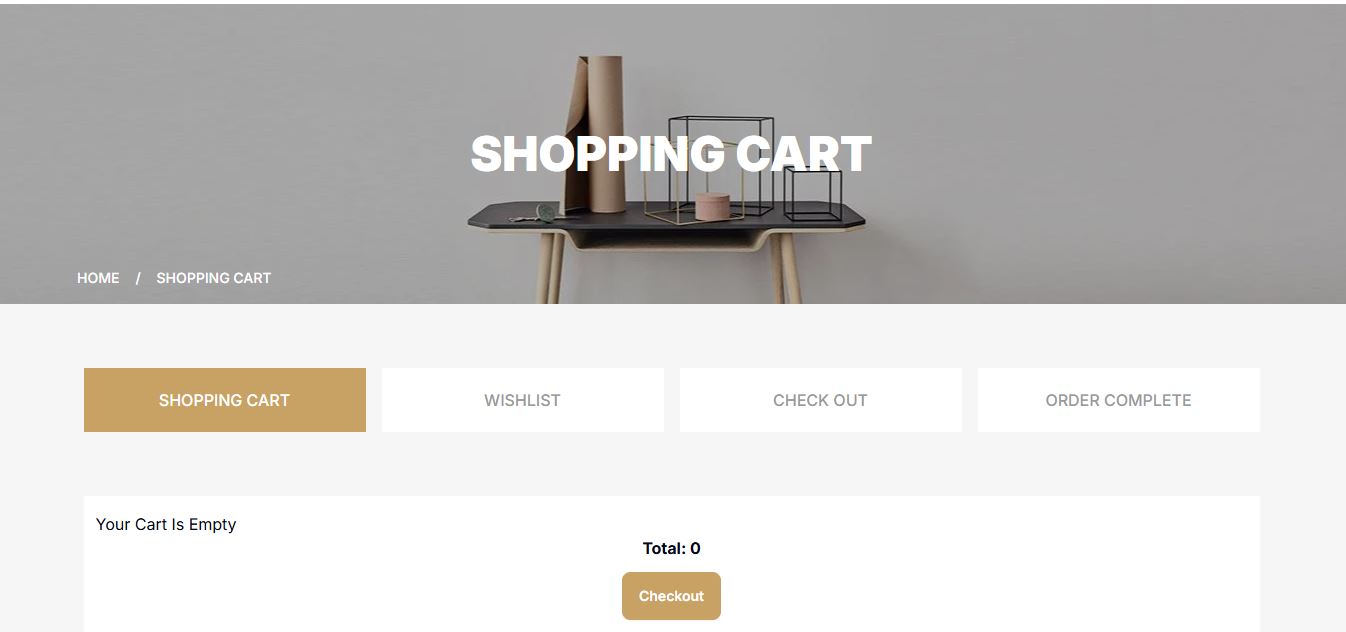 SHOPPING CART
HOME / SHOPPING CART
SHOPPING CART
WISHLIST
CHECK OUT
ORDER COMPLETE
Your Cart Is Empty
Total: 0
Checkout